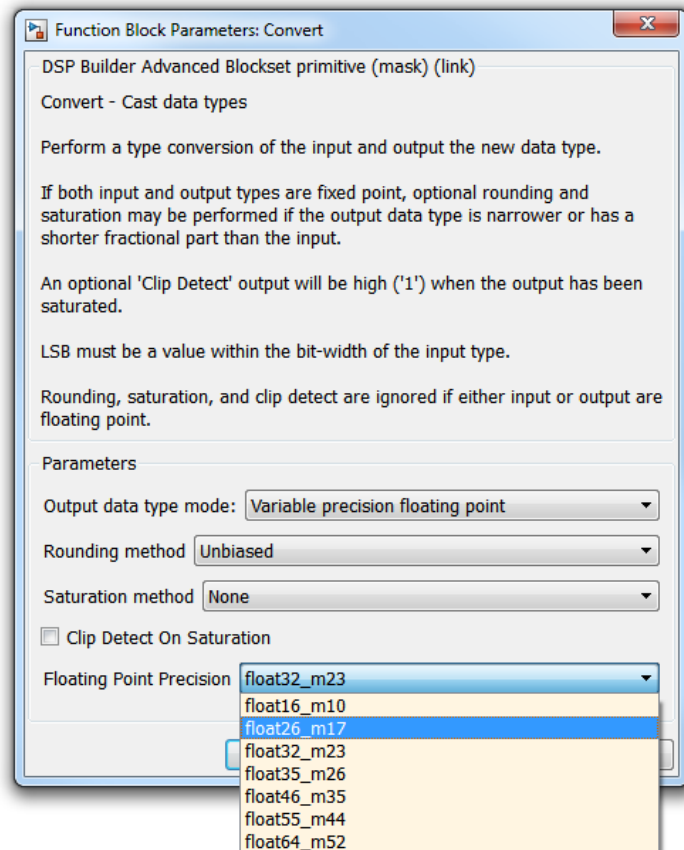 Function Block Parameters: Convert
DSP Builder Advanced Blockset primitive (mask) (link)
Convert - Cast data types
Perform a type conversion of the input and output the new data type.
If both input and output types are fixed point, optional rounding and
saturation may be performed if the output data type is narrower or has a
shorter fractional part than the input.
An optional 'Clip Detect' output will be high ('1') when the output has been
saturated.
LSB must be a value within the bit-width of the input type.
Rounding, saturation, and clip detect are ignored if either input or output are
floating point.
Parameters
Output data type mode: Variable precision floating point
Rounding method Unbiased
Saturation method None
Clip Detect On Saturation
Floating Point Precision float32_m23
float16_m10
float26_m17
float32_m23
float35_m26
float46_m35
float55_m44
float64_m52